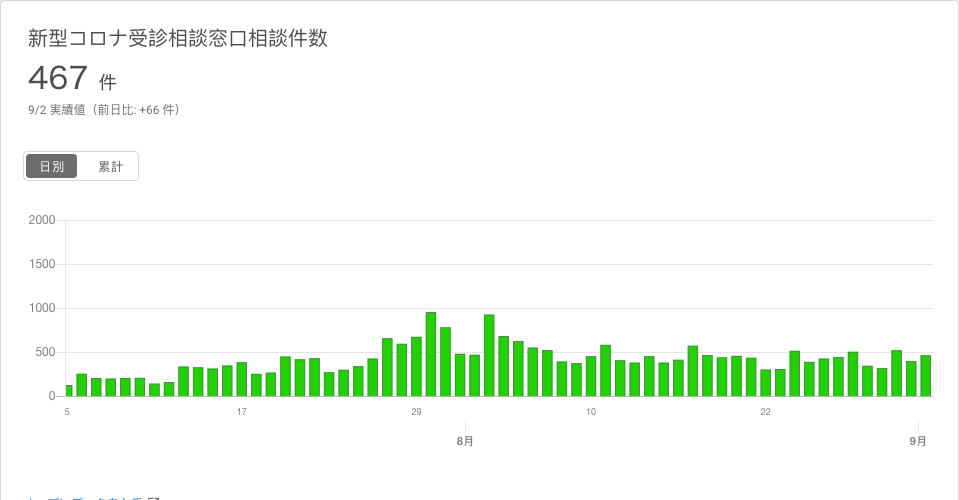 新型コロナ受診相談窓口相談件数
467 件
9/2 実績値（前日比: +66 件）
日別 累計
2000
1500
1000
500
0
5 17 29 10 22
8月 9月